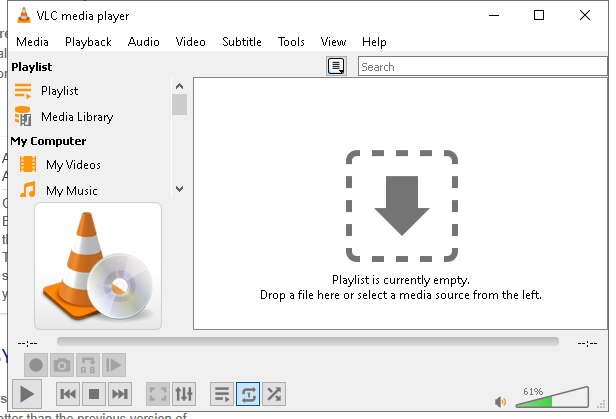 VLC media player
Media Playback Audio Video Subtitle Tools View Help
Playlist
Search
Playlist
Media Library
My Computer
My Videos
My Music
Playlist is currently empty.
Drop a file here or select a media source from the left.
--:-- --:--
A B
61%
etter than the previous version of